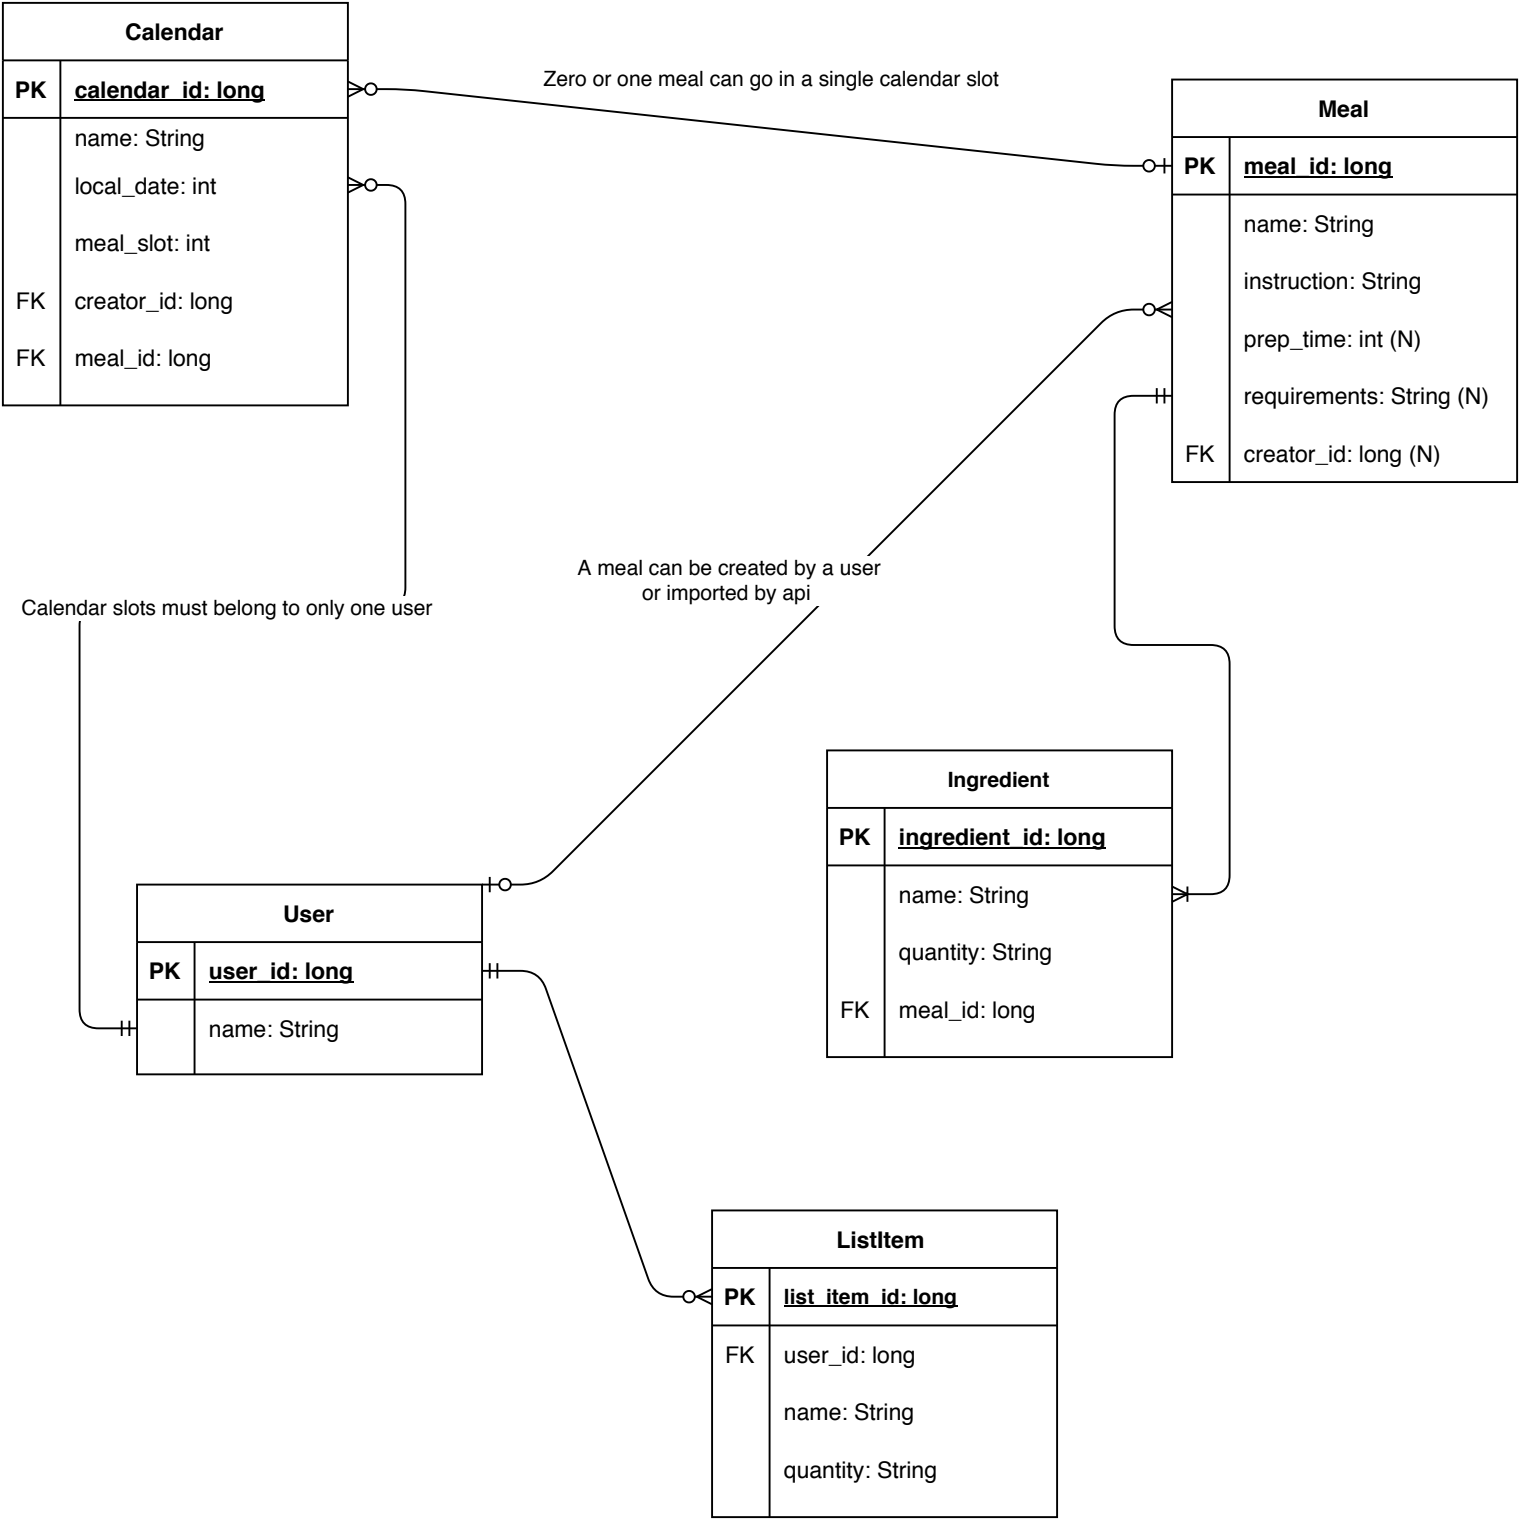 Calendar
PK calendar_id: long
name: String
local_date: int
meal_slot: int
FK creator_id: long
FK meal_id: long
Zero or one meal can go in a single calendar slot
Meal
PK meal_id: long
name: String
instruction: String
prep_time: int (N)
requirements: String (N)
FK creator_id: long (N)
A meal can be created by a user
or imported by api
Calendar slots must belong to only one user
Ingredient
PK ingredient_id: long
name: String
quantity: String
FK meal_id: long
User
PK user_id: long
name: String
ListItem
PK list_item_id: long
FK user_id: long
name: String
quantity: String